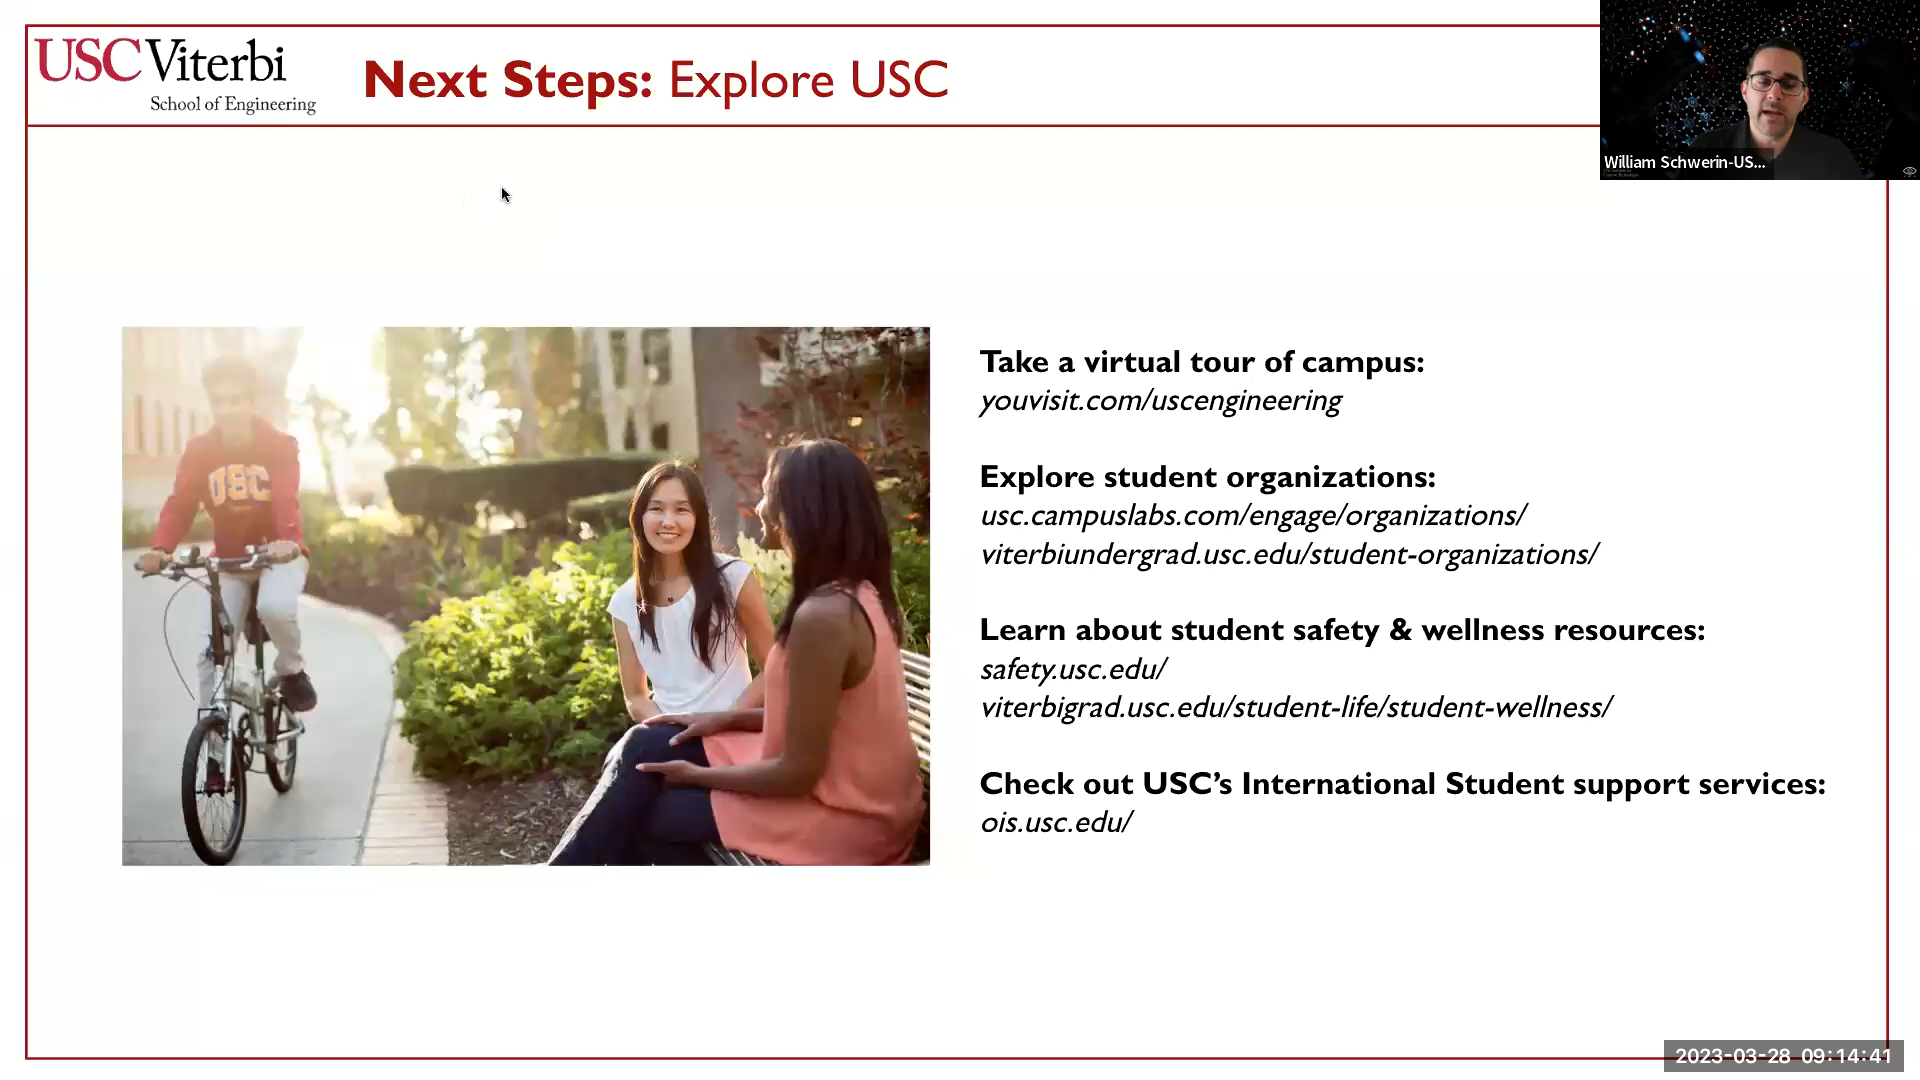 USC Viterbi
School of Engineering
Next Steps: Explore USC
William Schwerin-US...
USC
Take a virtual tour of campus:
youvisit.com/uscengineering
Explore student organizations:
usc.campuslabs.com/engage/organizations/
viterbiundergrad.usc.edu/student-organizations/
Learn about student safety & wellness resources:
safety.usc.edu/
viterbigrad.usc.edu/student-life/student-wellness/
Check out USC’s International Student support services:
ois.usc.edu/
2023-03-28 09:14:41